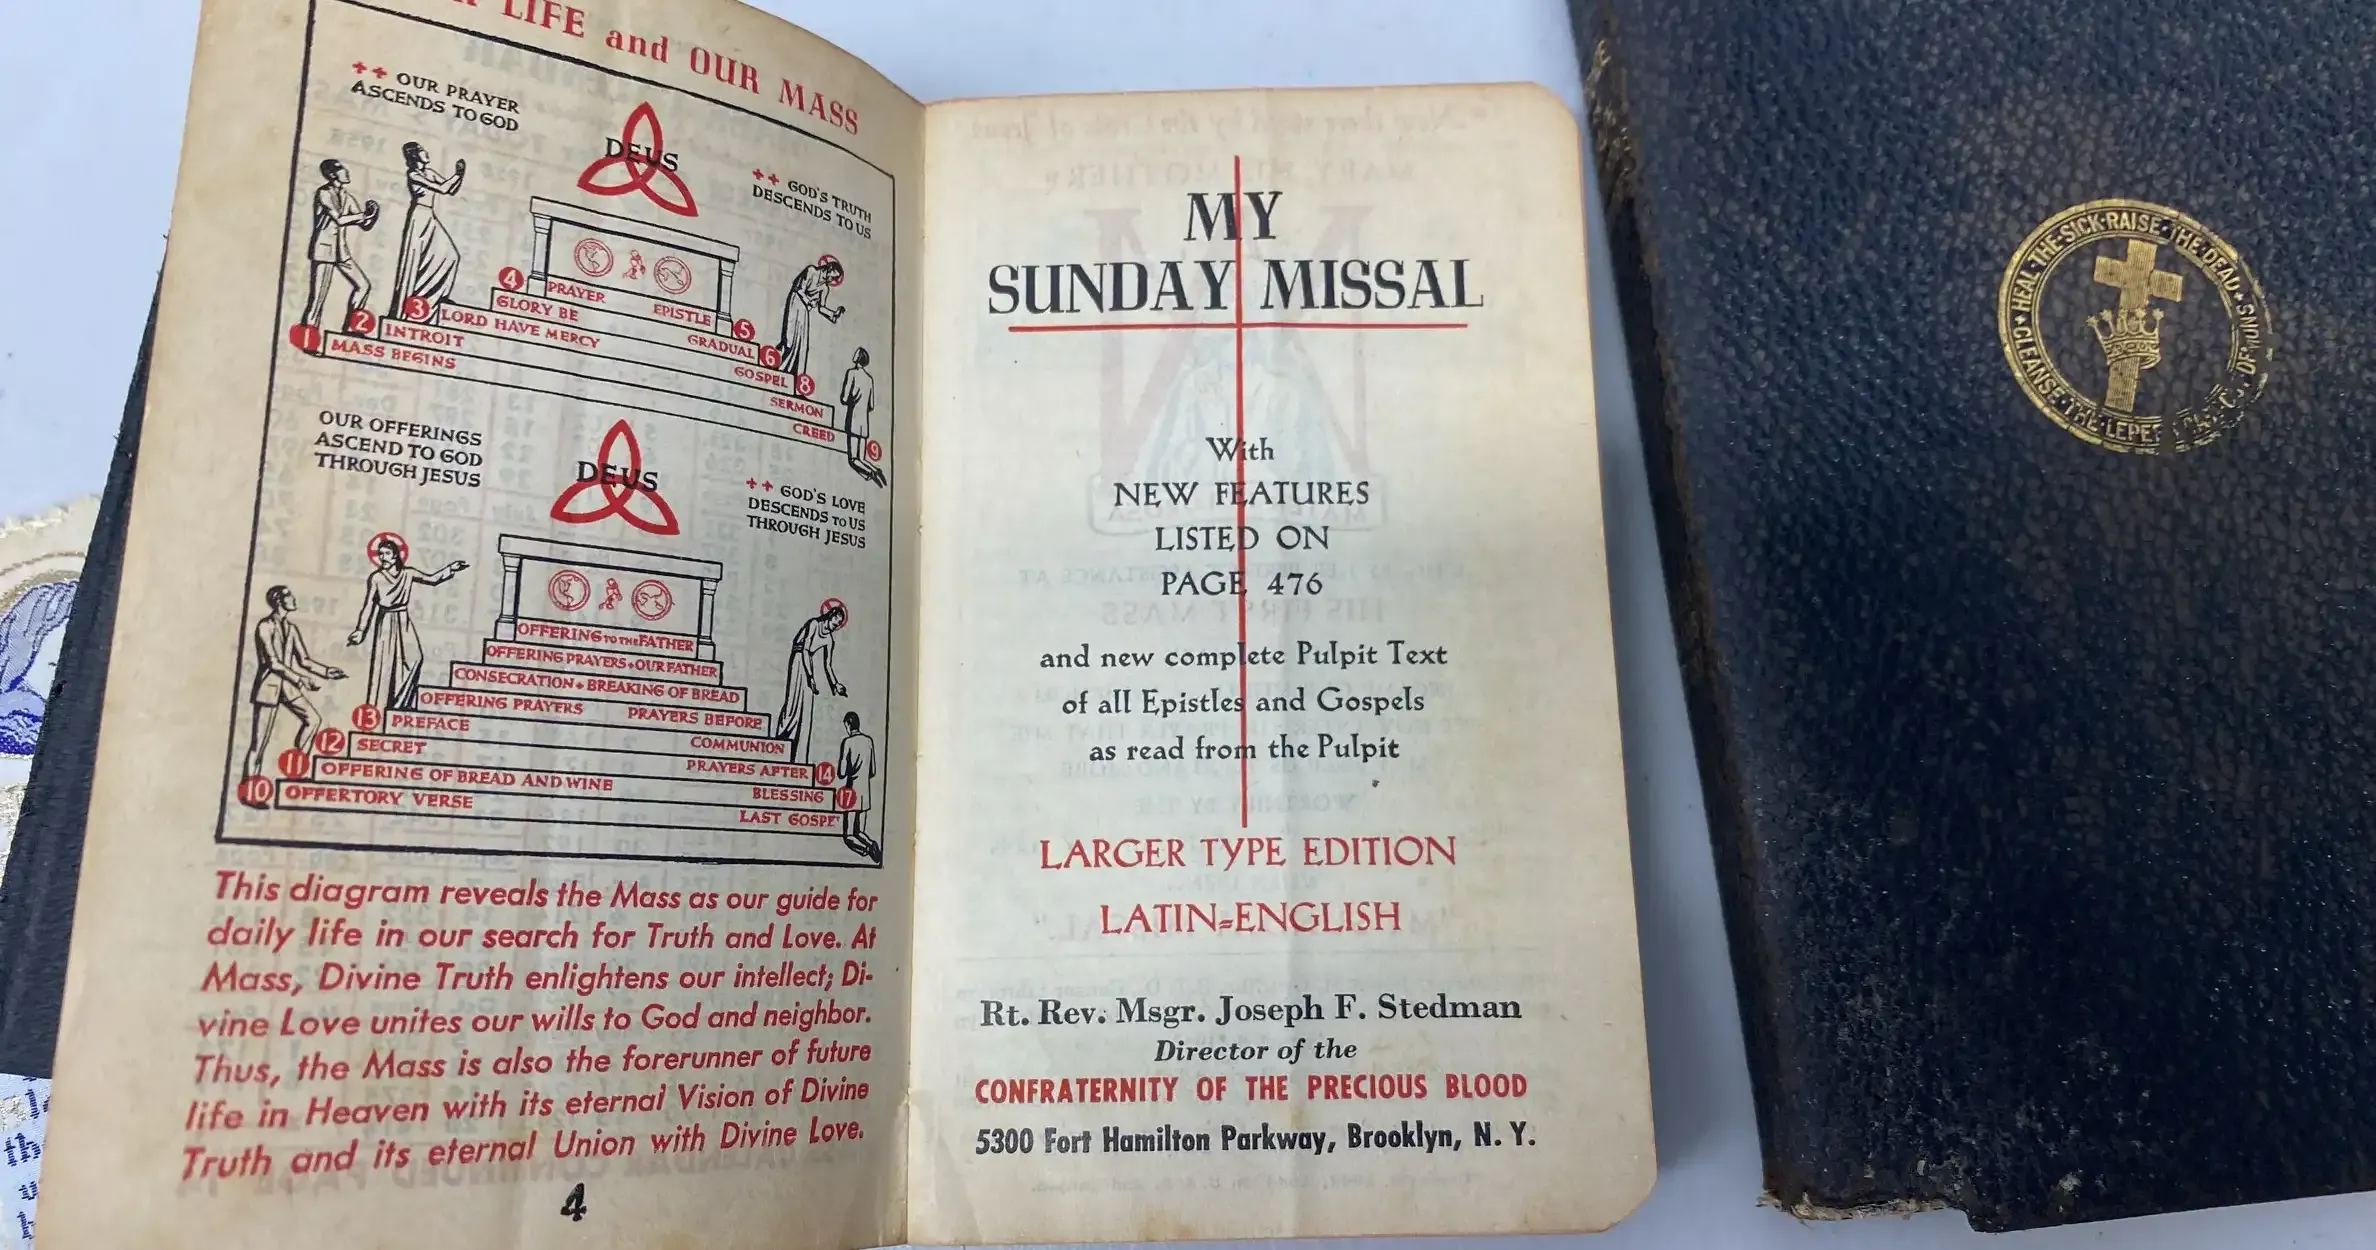 LIFE and OUR MASS
++ OUR PRAYER
ASCENDS TO GOD
DEUS
++ GOD'S TRUTH
DESCENDS TO US
4 PRAYER
EPISTLE 5
GLORY BE
GRADUAL 6
3 LORD HAVE MERCY
GOSPEL 8
2 INTROIT
SERMON
1 MASS BEGINS
CREED 9
OUR OFFERINGS
ASCEND TO GOD
THROUGH JESUS
DEUS
++ GOD'S LOVE
DESCENDS TO US
THROUGH JESUS
OFFERING TO THE FATHER
OFFERING PRAYERS+OUR FATHER
CONSECRATION+BREAKING OF BREAD
OFFERING PRAYERS PRAYERS BEFORE
13 PREFACE
COMMUNION
12 SECRET
PRAYERS AFTER 14
11 OFFERING OF BREAD AND WINE
BLESSING 17
10 OFFERTORY VERSE
LAST GOSPE
This diagram reveals the Mass as our guide for
daily life in our search for Truth and Love. At
Mass, Divine Truth enlightens our intellect; Di-
vine Love unites our wills to God and neighbor.
Thus, the Mass is also the forerunner of future
life in Heaven with its eternal Vision of Divine
Truth and its eternal Union with Divine Love.
4
MY
SUNDAY MISSAL
With
NEW FEATURES
LISTED ON
PAGE 476
and new complete Pulpit Text
of all Epistles and Gospels
as read from the Pulpit
LARGER TYPE EDITION
LATIN=ENGLISH
Rt. Rev. Msgr. Joseph F. Stedman
Director of the
CONFRATERNITY OF THE PRECIOUS BLOOD
5300 Fort Hamilton Parkway, Brooklyn, N. Y.
HEAL·THE·SICK·RAISE·THE·DEAD
CLEANSE·THE·LEPE